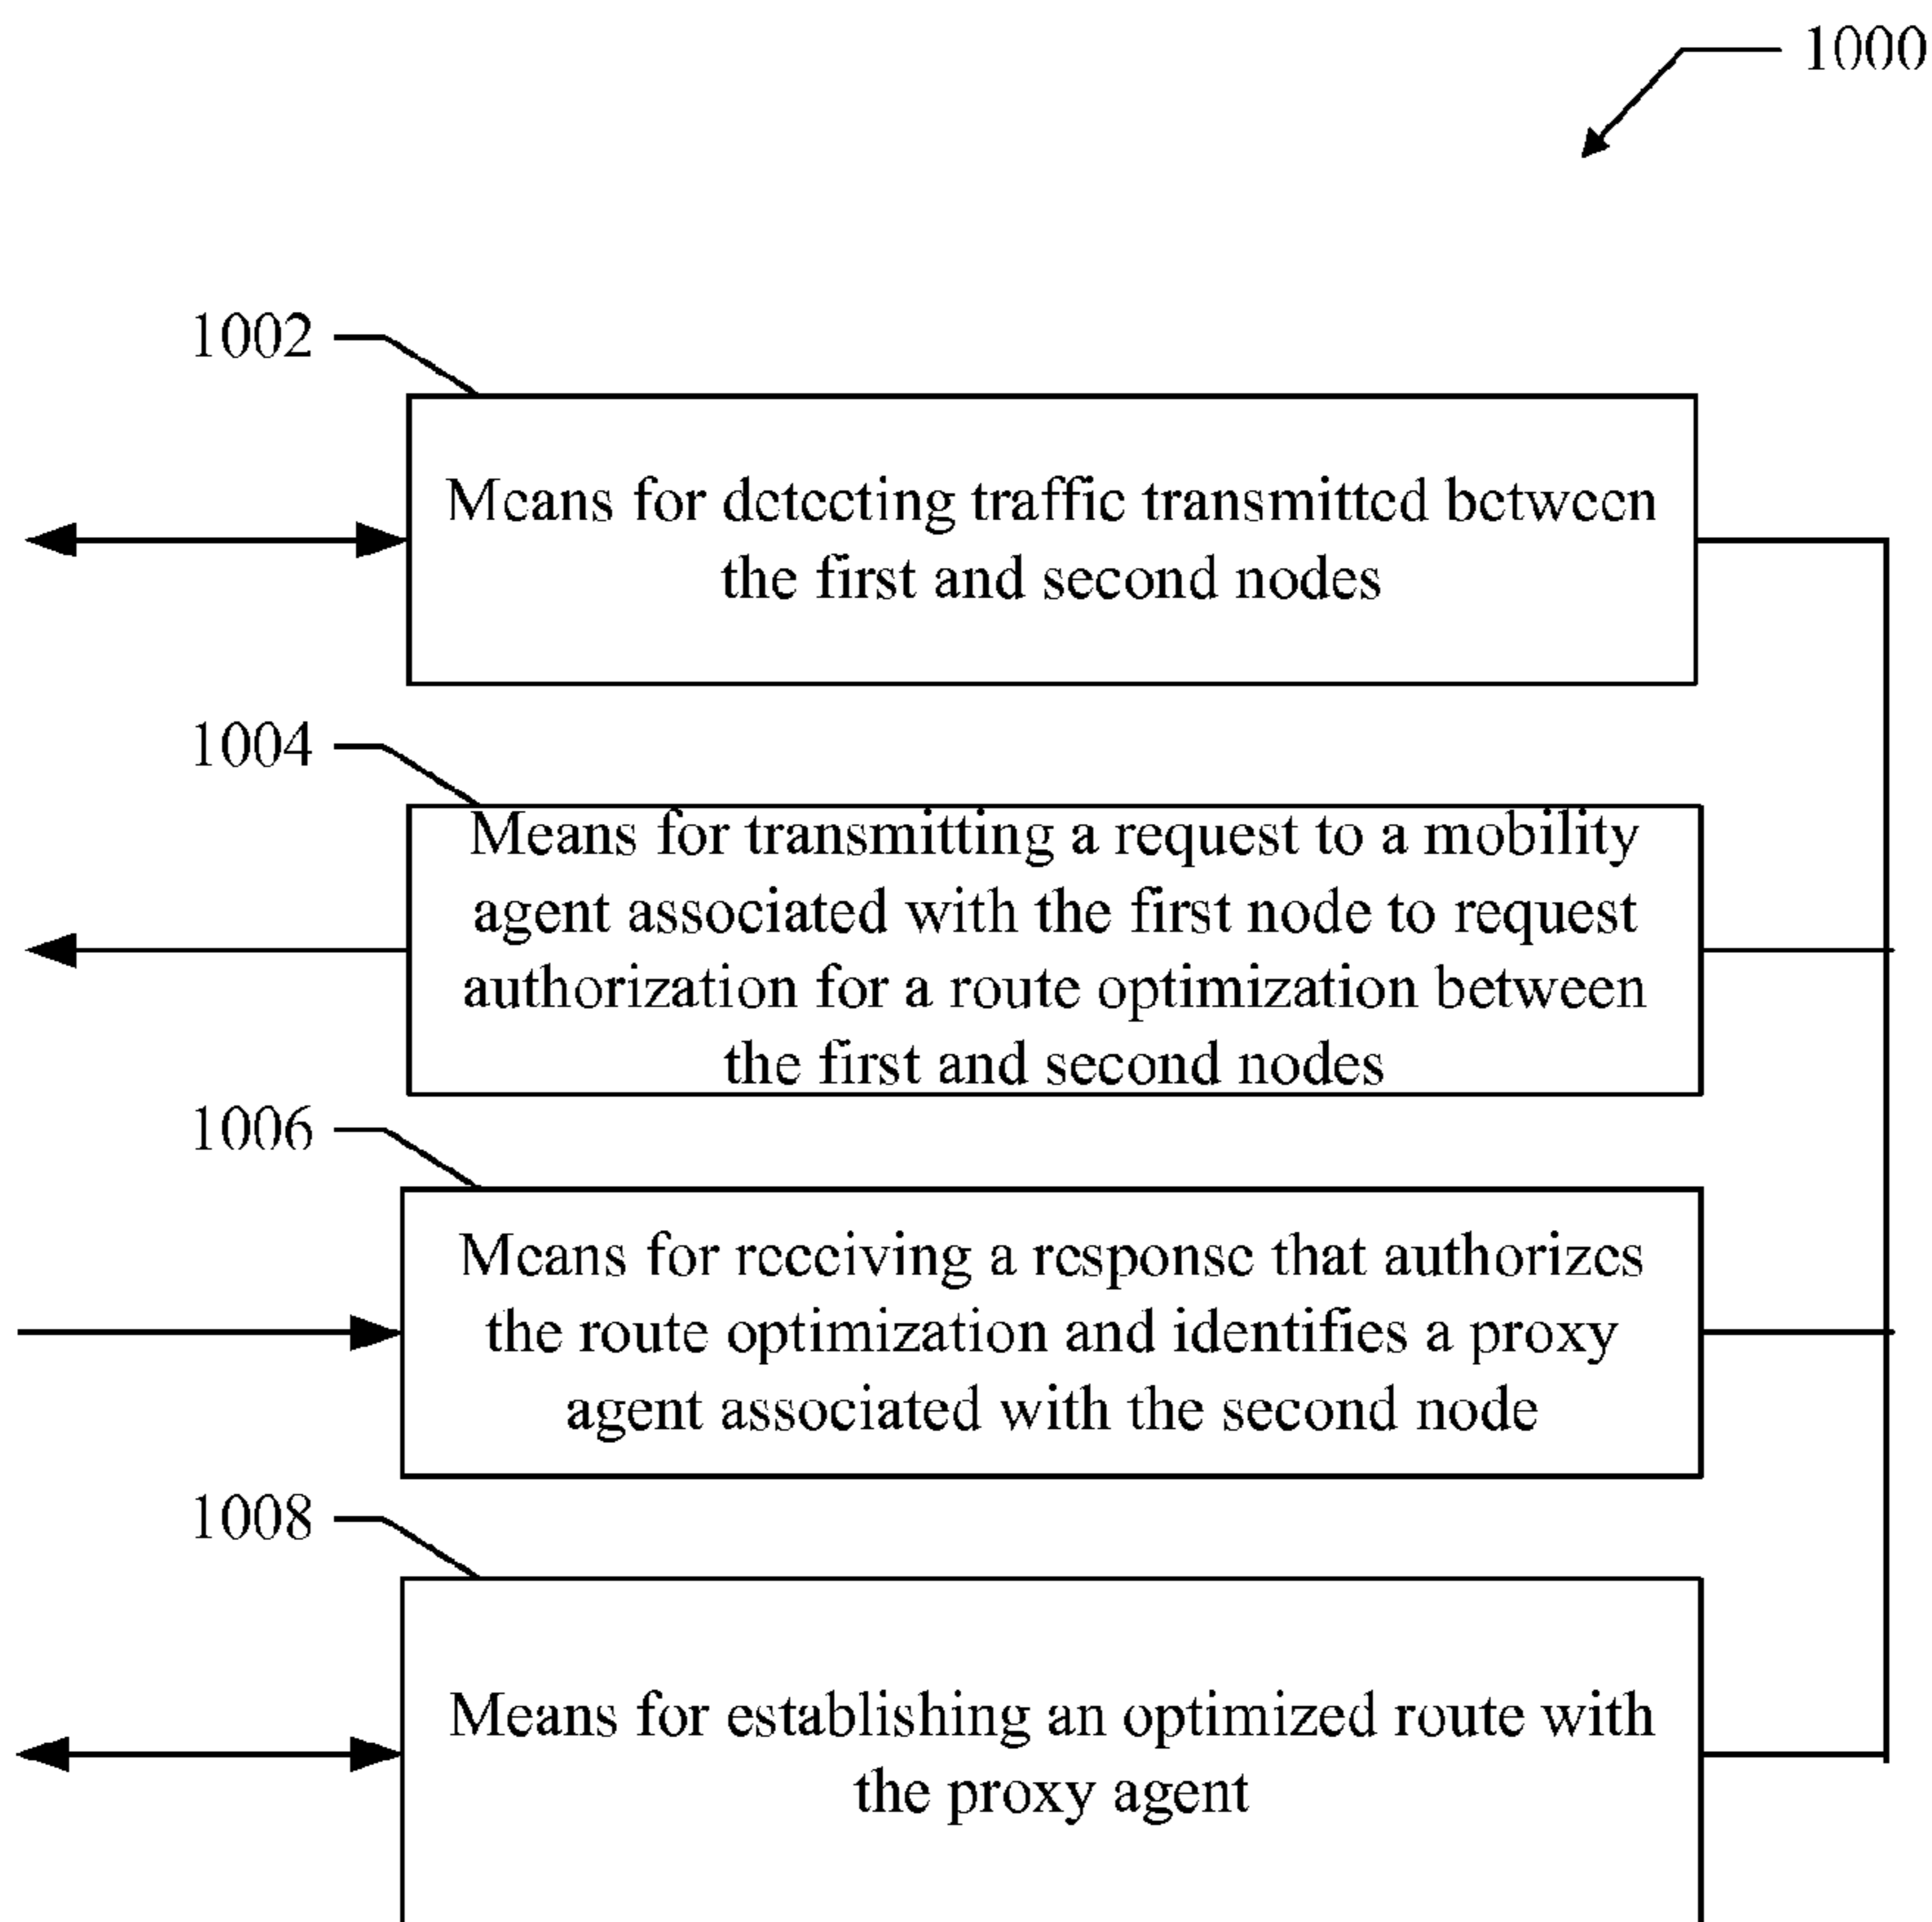 1000
1002
Means for detecting traffic transmitted between
the first and second nodes
1004
Means for transmitting a request to a mobility
agent associated with the first node to request
authorization for a route optimization between
the first and second nodes
1006
Means for receiving a response that authorizes
the route optimization and identifies a proxy
agent associated with the second node
1008
Means for establishing an optimized route with
the proxy agent